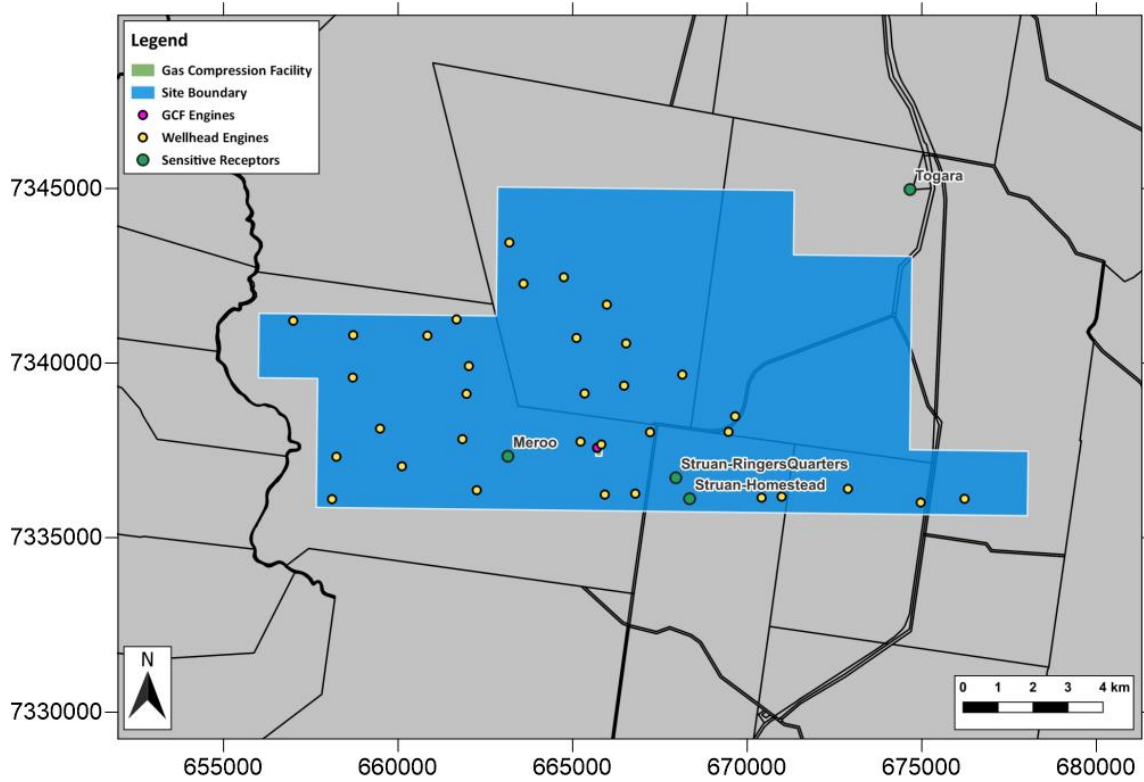 Legend
Gas Compression Facility
Site Boundary
GCF Engines
Wellhead Engines
Sensitive Receptors
7345000
Togara
7340000
Meroo
Struan-RingersQuarters
Struan-Homestead
7335000
N
0 1 2 3 4 km
7330000
655000 660000 665000 670000 675000 680000